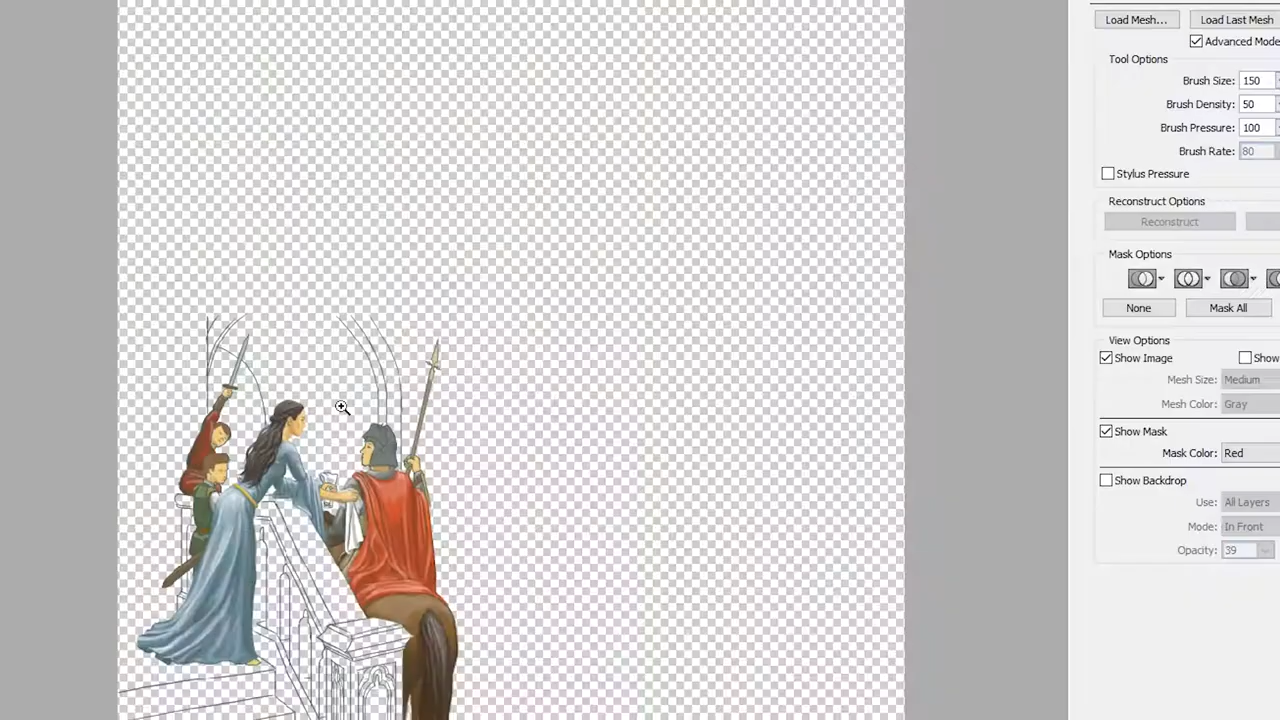 Load Mesh... Load Last Mesh
Advanced Mode
Tool Options
Brush Size: 150
Brush Density: 50
Brush Pressure: 100
Brush Rate: 80
Stylus Pressure
Reconstruct Options
Reconstruct
Mask Options
None Mask All
View Options
Show Image Show
Mesh Size: Medium
Mesh Color: Gray
Show Mask
Mask Color: Red
Show Backdrop
Use: All Layers
Mode: In Front
Opacity: 39